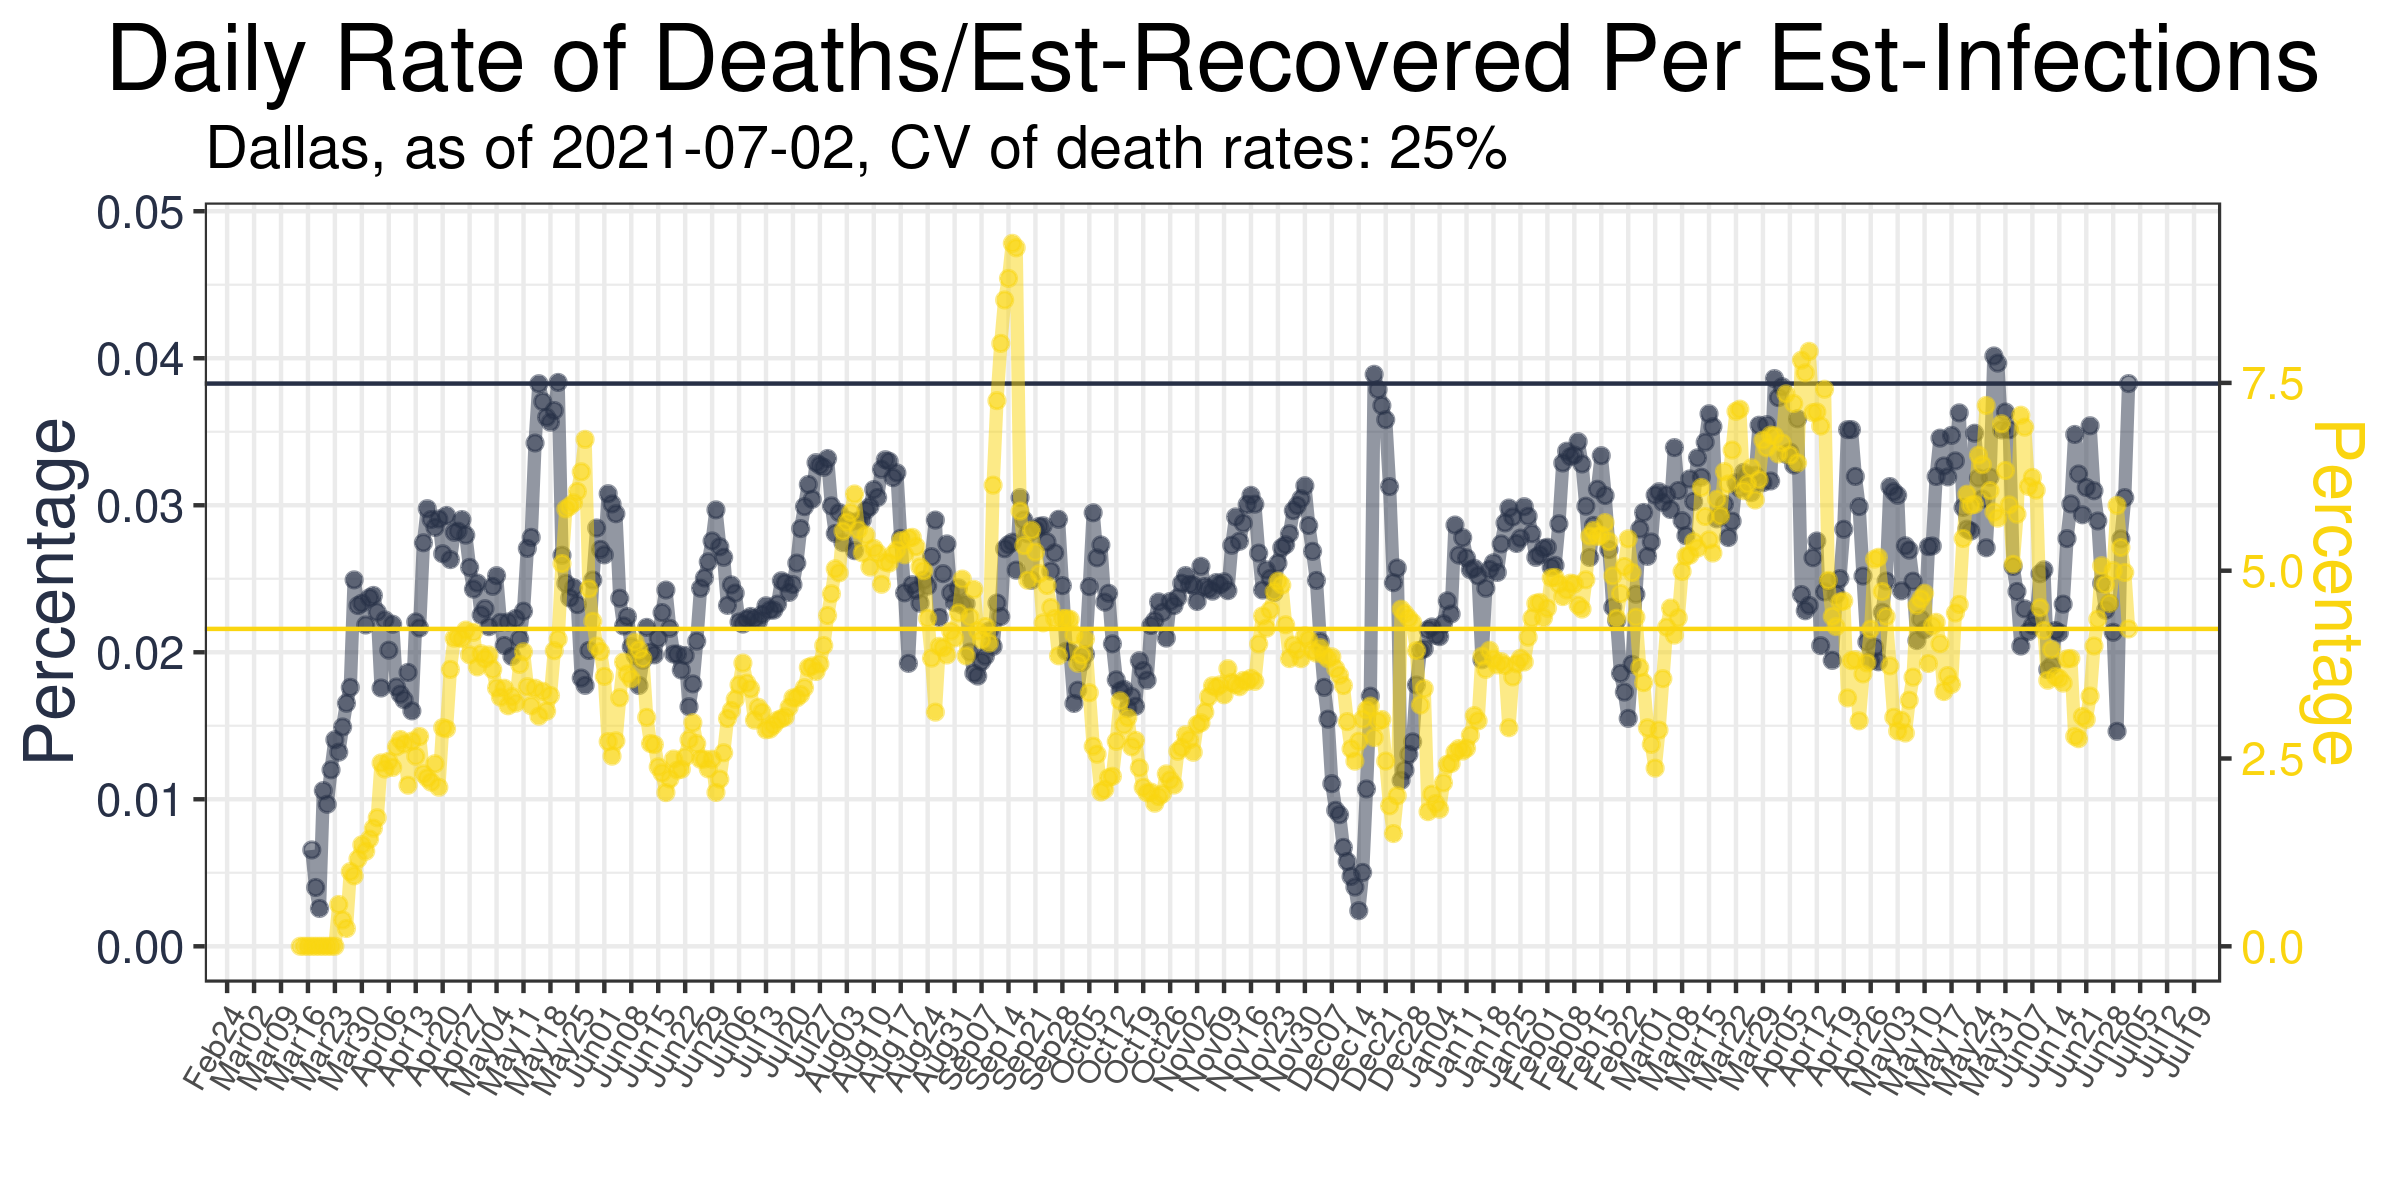 Daily Rate of Deaths/Est-Recovered Per Est-Infections
Dallas, as of 2021-07-02, CV of death rates: 25%
Percentage
0.05
0.04
0.03
0.02
0.01
0.00
7.5
5.0
2.5
0.0
Percentage
Feb24
Mar02
Mar09
Mar16
Mar23
Mar30
Apr06
Apr13
Apr20
Apr27
May04
May11
May18
May25
Jun01
Jun08
Jun15
Jun22
Jun29
Jul06
Jul13
Jul20
Jul27
Aug03
Aug10
Aug17
Aug24
Aug31
Sep07
Sep14
Sep21
Sep28
Oct05
Oct12
Oct19
Oct26
Nov02
Nov09
Nov16
Nov23
Nov30
Dec07
Dec14
Dec21
Dec28
Jan04
Jan11
Jan18
Jan25
Feb01
Feb08
Feb15
Feb22
Mar01
Mar08
Mar15
Mar22
Mar29
Apr05
Apr12
Apr19
Apr26
May03
May10
May17
May24
May31
Jun07
Jun14
Jun21
Jun28
Jul05
Jul12
Jul19